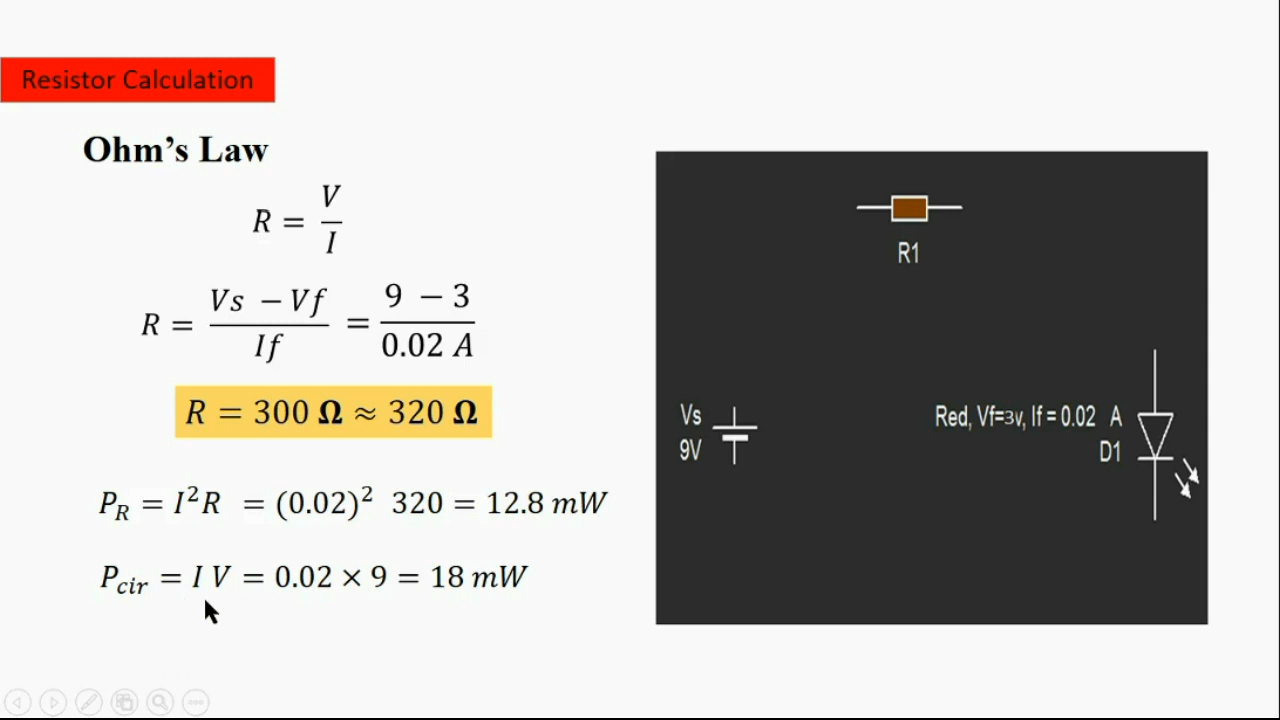 Resistor Calculation
Ohm's Law
R = V/I
R = (Vs − Vf)/If = (9 − 3)/0.02 A
R = 300 Ω ≈ 320 Ω
P_R = I²R = (0.02)² 320 = 12.8 mW
P_cir = I V = 0.02 × 9 = 18 mW
R1
Vs
9V
Red, Vf=3v, If = 0.02 A
D1